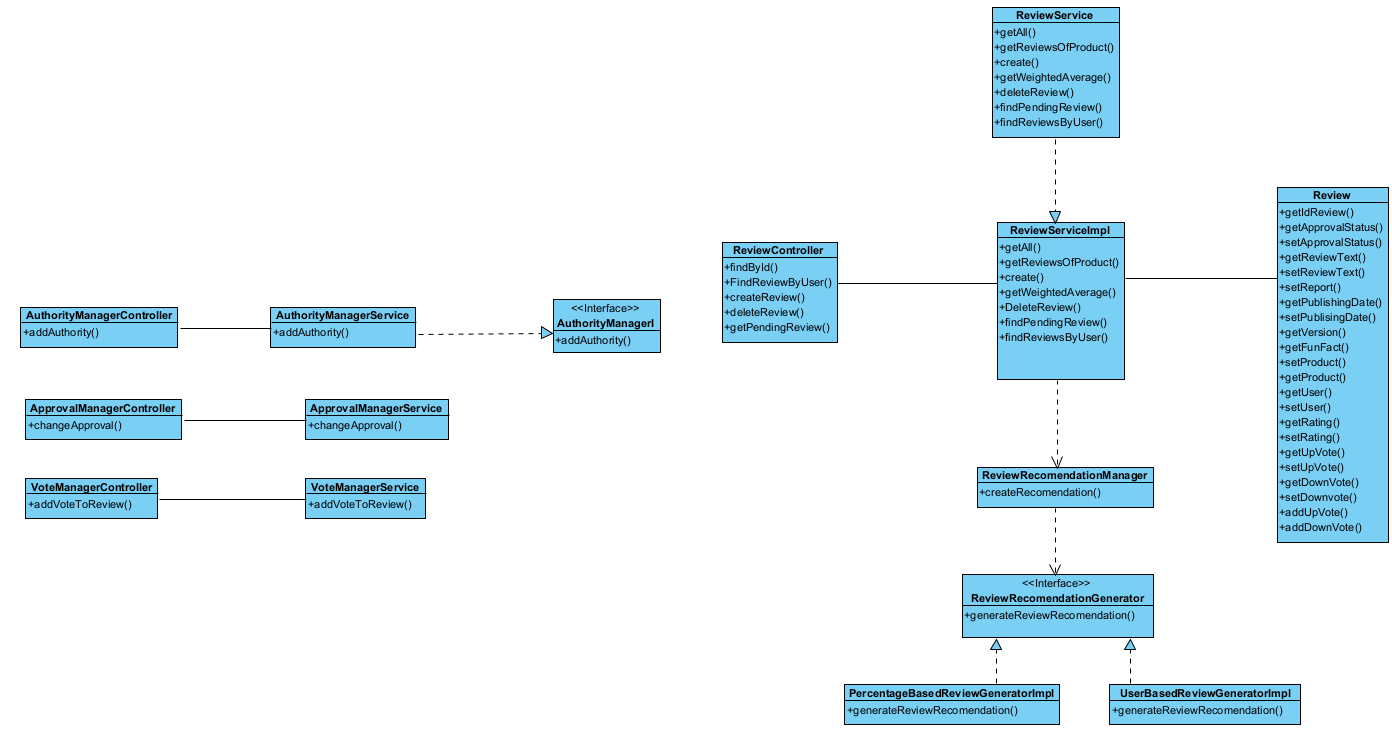 ReviewService
+getAll()
+getReviewsOfProduct()
+create()
+getWeightedAverage()
+deleteReview()
+findPendingReview()
+findReviewsByUser()
Review
+getIdReview()
+getApprovalStatus()
+setApprovalStatus()
+getReviewText()
+setReviewText()
+setReport()
+getPublishingDate()
+setPublisingDate()
+getVersion()
+getFunFact()
+setProduct()
+getProduct()
+getUser()
+setUser()
+getRating()
+setRating()
+getUpVote()
+setUpVote()
+getDownVote()
+setDownvote()
+addUpVote()
+addDownVote()
ReviewServiceImpl
+getAll()
+getReviewsOfProduct()
+create()
+getWeightedAverage()
+DeleteReview()
+findPendingReview()
+findReviewsByUser()
ReviewController
+findById()
+FindReviewByUser()
+createReview()
+deleteReview()
+getPendingReview()
AuthorityManagerController
+addAuthority()
AuthorityManagerService
+addAuthority()
<<Interface>>
AuthorityManagerI
+addAuthority()
ApprovalManagerController
+changeApproval()
ApprovalManagerService
+changeApproval()
VoteManagerController
+addVoteToReview()
VoteManagerService
+addVoteToReview()
ReviewRecomendationManager
+createRecomendation()
<<Interface>>
ReviewRecomendationGenerator
+generateReviewRecomendation()
PercentageBasedReviewGeneratorImpl
+generateReviewRecomendation()
UserBasedReviewGeneratorImpl
+generateReviewRecomendation()